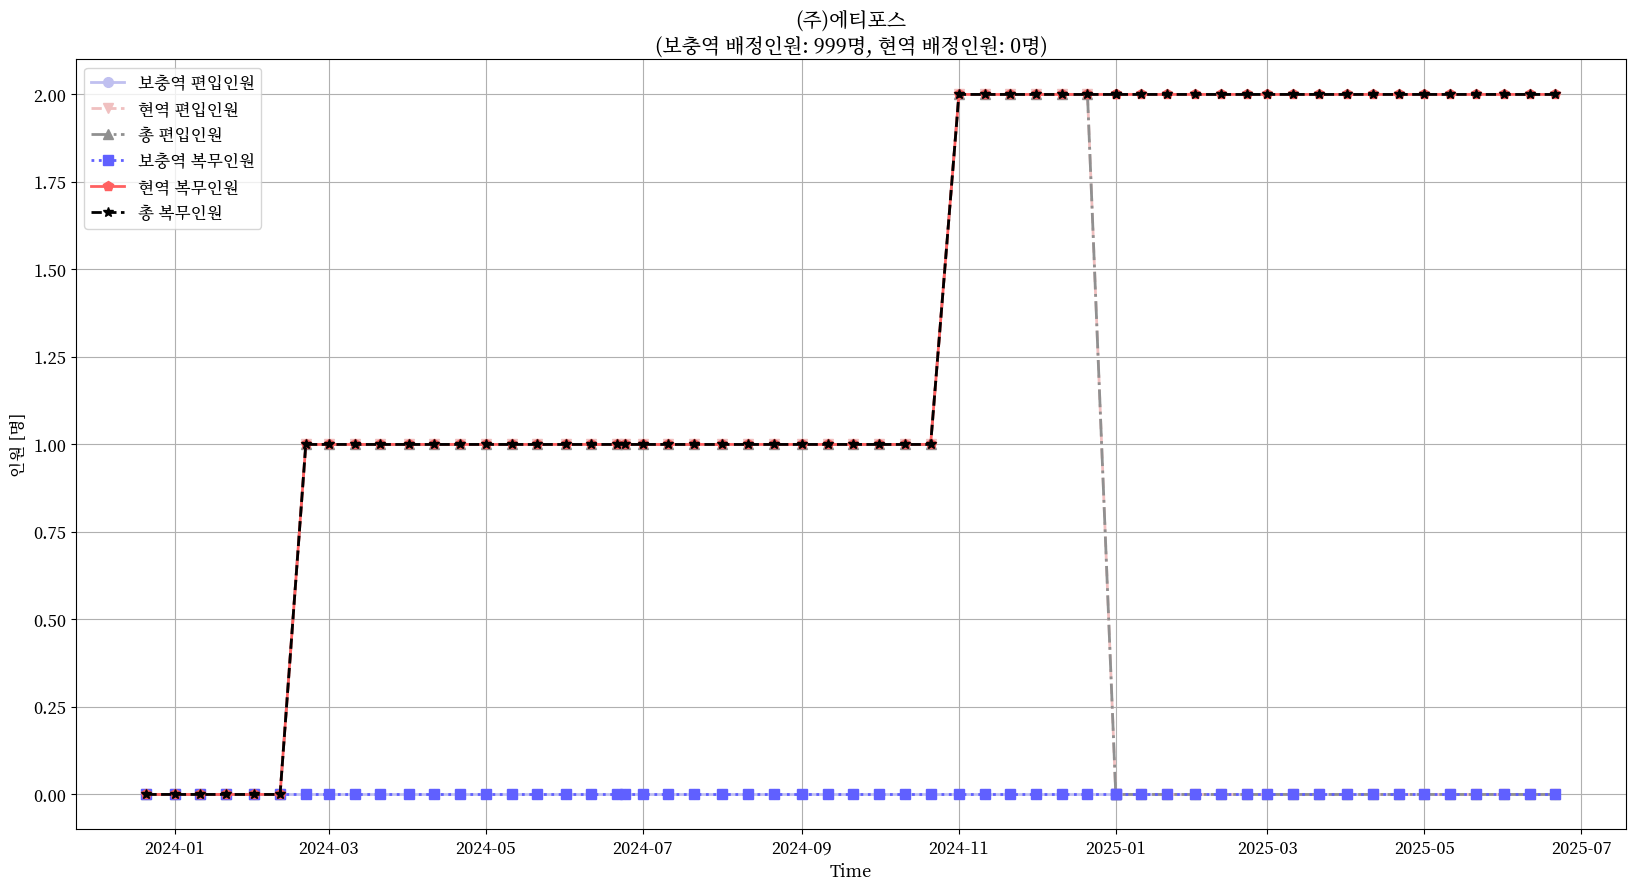 (주)에티포스
(보충역 배정인원: 999명, 현역 배정인원: 0명)
보충역 편입인원
현역 편입인원
총 편입인원
보충역 복무인원
현역 복무인원
총 복무인원
인원 [명]
2.00
1.75
1.50
1.25
1.00
0.75
0.50
0.25
0.00
2024-01 2024-03 2024-05 2024-07 2024-09 2024-11 2025-01 2025-03 2025-05 2025-07
Time